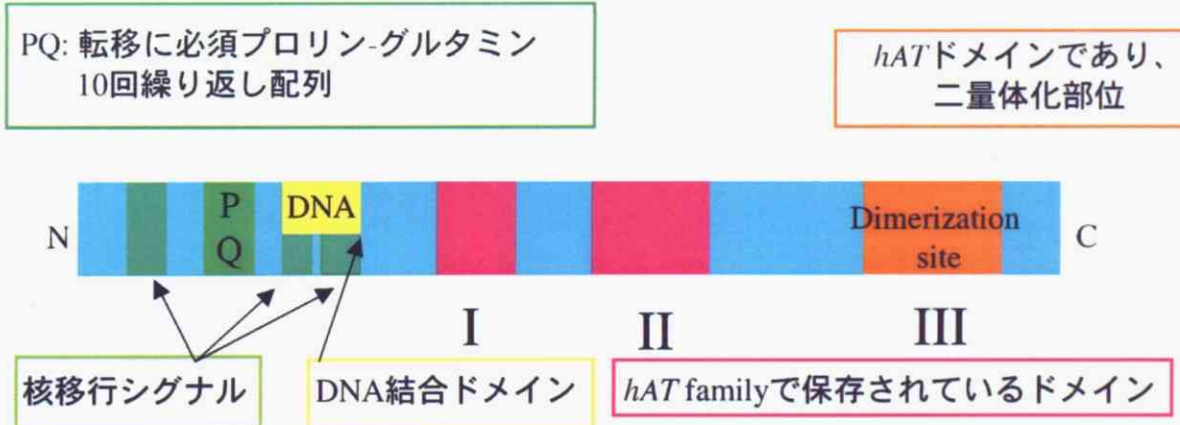 PQ: 転移に必須プロリン-グルタミン
10回繰り返し配列
hATドメインであり、
二量体化部位
N
P
Q
DNA
Dimerization
site
C
I
II
III
核移行シグナル
DNA結合ドメイン
hAT familyで保存されているドメイン